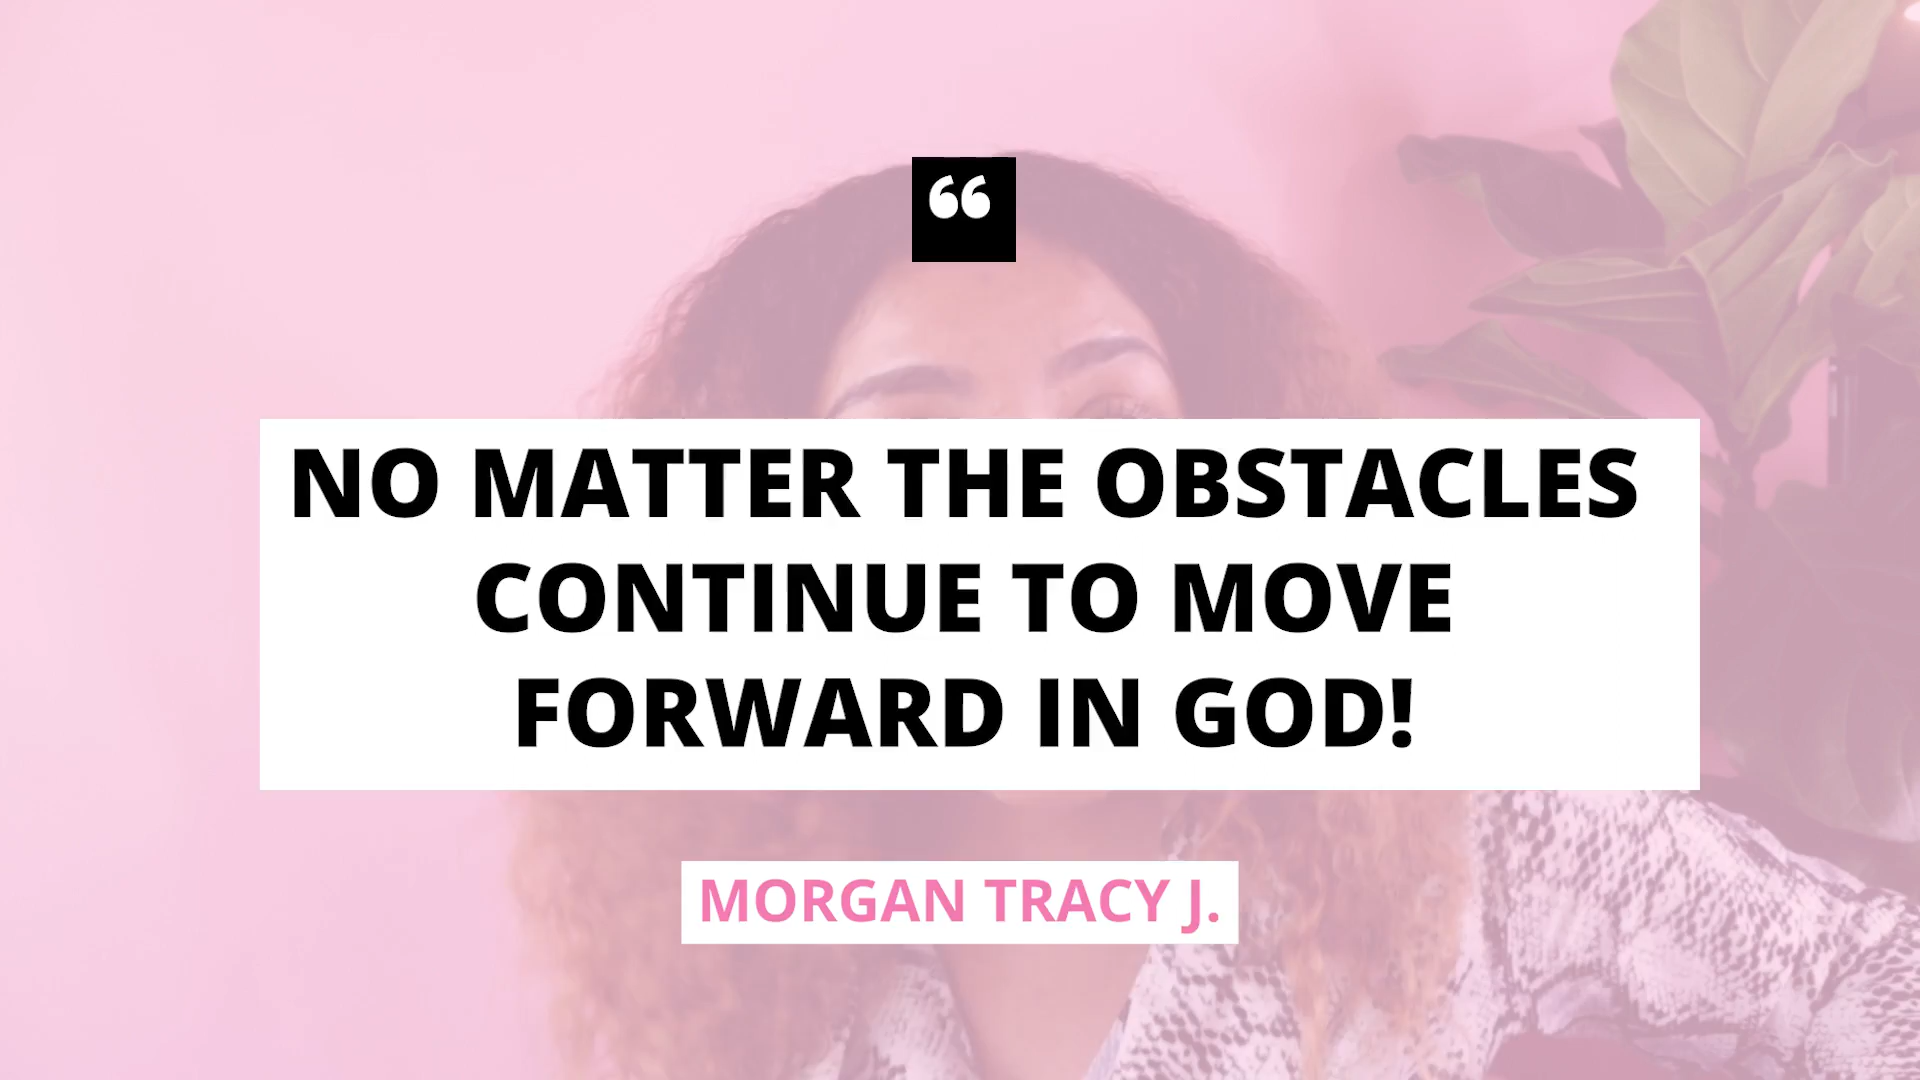 “
NO MATTER THE OBSTACLES
CONTINUE TO MOVE
FORWARD IN GOD!
MORGAN TRACY J.